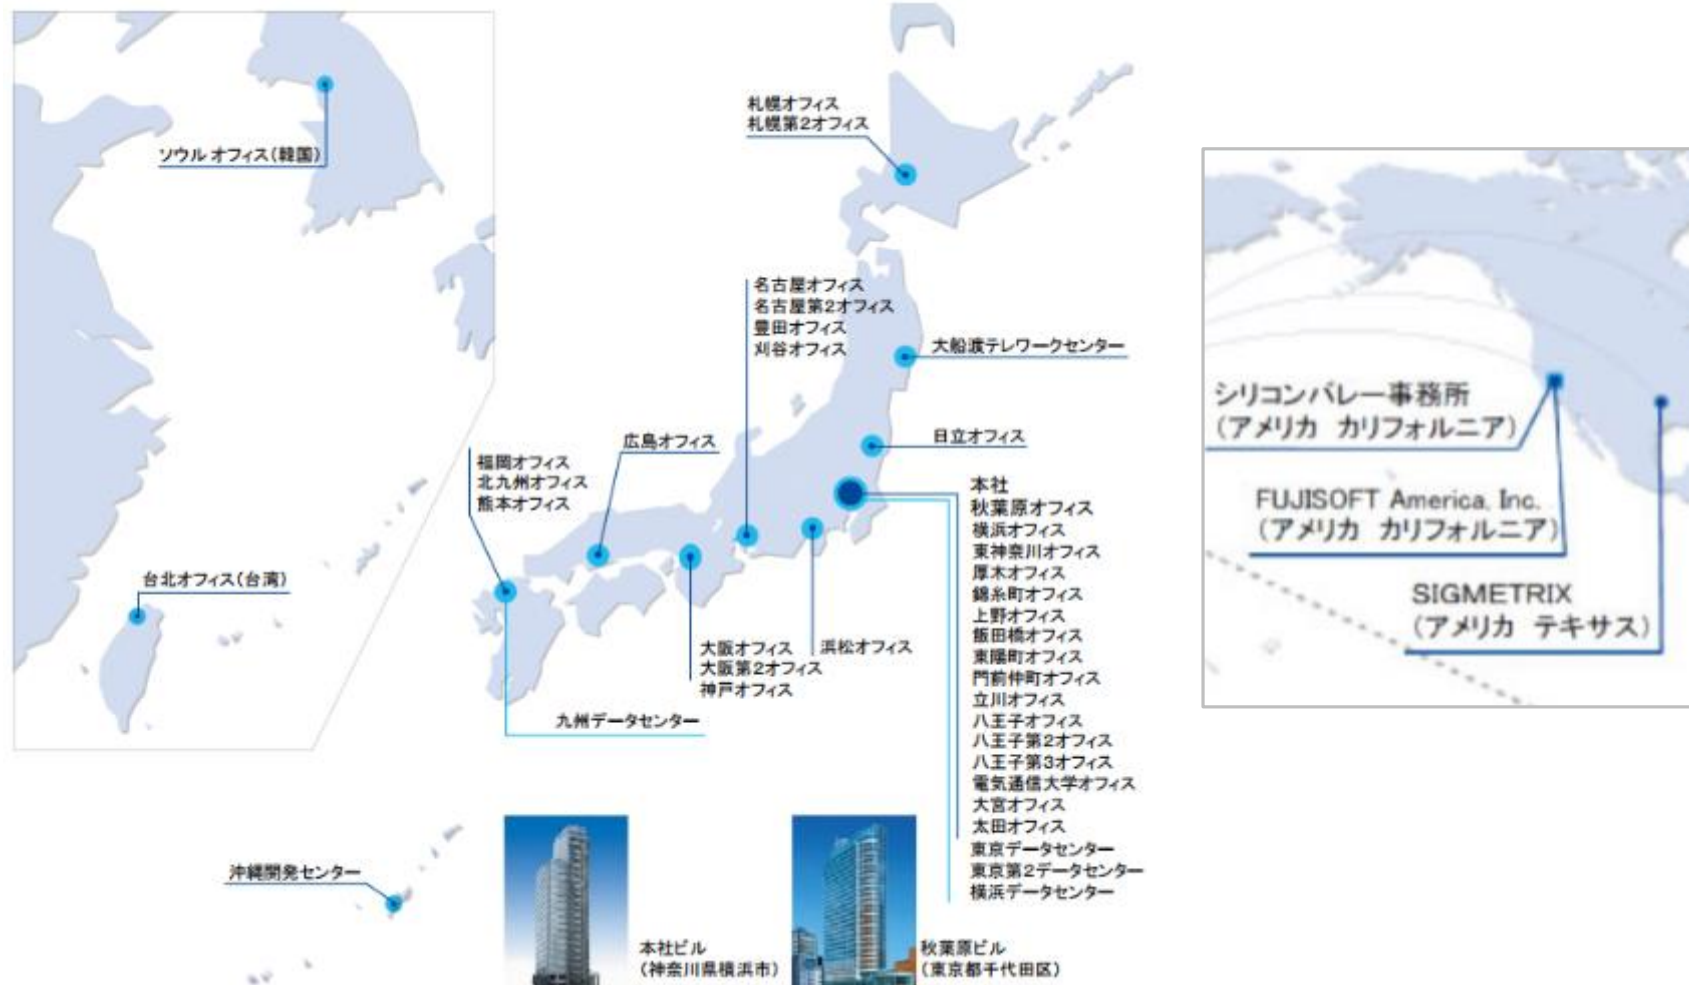 ソウル オフィス(韓国)
台北オフィス(台湾)
札幌オフィス
札幌第2オフィス
名古屋オフィス
名古屋第2オフィス
豊田オフィス
刈谷オフィス
大船渡テレワークセンター
広島オフィス
日立オフィス
福岡オフィス
北九州オフィス
熊本オフィス
大阪オフィス
大阪第2オフィス
神戸オフィス
浜松オフィス
九州データセンター
本社
秋葉原オフィス
横浜オフィス
東神奈川オフィス
厚木オフィス
錦糸町オフィス
上野オフィス
飯田橋オフィス
東陽町オフィス
門前仲町オフィス
立川オフィス
八王子オフィス
八王子第2オフィス
八王子第3オフィス
電気通信大学オフィス
大宮オフィス
太田オフィス
東京データセンター
東京第2データセンター
横浜データセンター
沖縄開発センター
本社ビル
(神奈川県横浜市)
秋葉原ビル
(東京都千代田区)
シリコンバレー事務所
(アメリカ カリフォルニア)
FUJISOFT America, Inc.
(アメリカ カリフォルニア)
SIGMETRIX
(アメリカ テキサス)